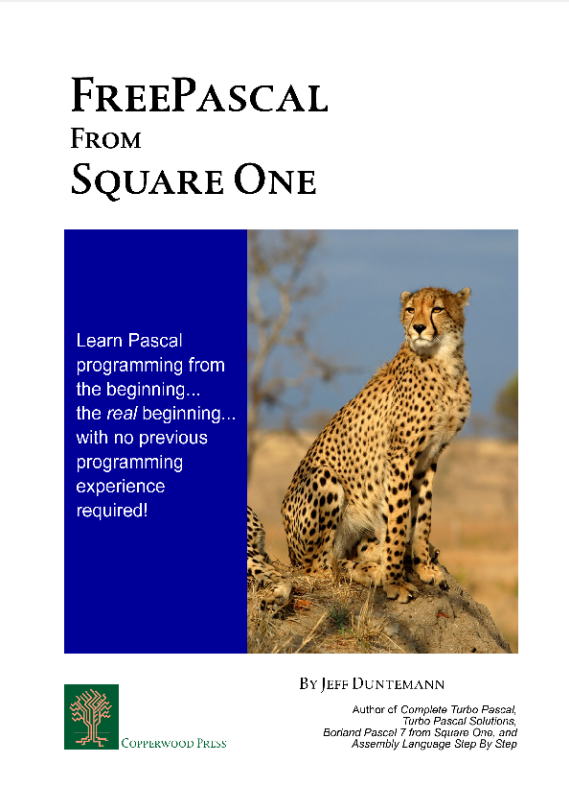 FREEPASCAL
FROM
SQUARE ONE
Learn Pascal
programming from
the beginning...
the real beginning...
with no previous
programming
experience
required!
BY JEFF DUNTEMANN
Author of Complete Turbo Pascal,
Turbo Pascal Solutions,
Borland Pascal 7 from Square One, and
Assembly Language Step By Step
COPPERWOOD PRESS